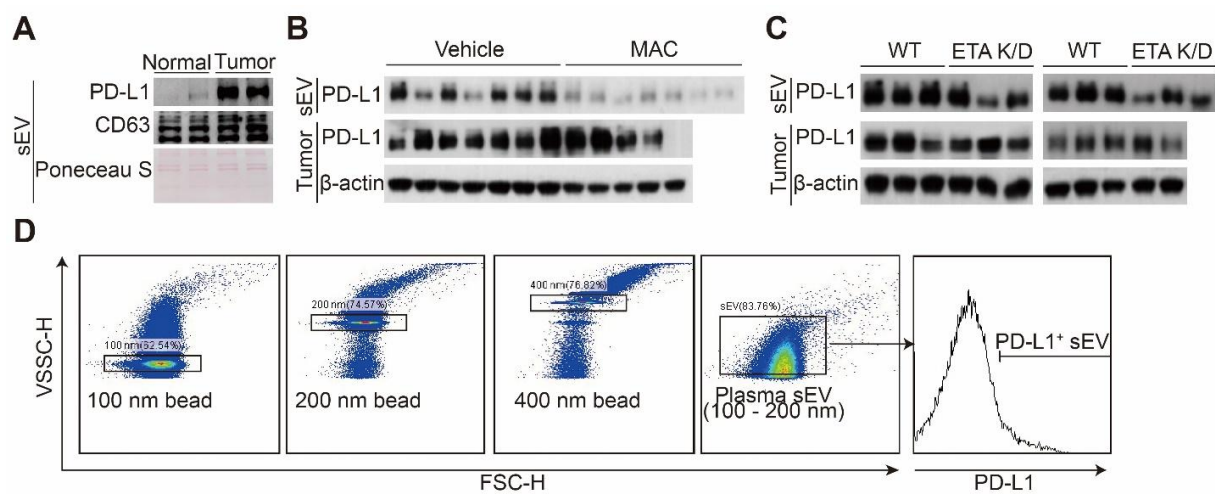 A
Normal Tumor
sEV
PD-L1
CD63
Poneceau S
B
Vehicle MAC
sEV
PD-L1
Tumor
PD-L1
β-actin
C
WT ETA K/D WT ETA K/D
sEV
PD-L1
Tumor
PD-L1
β-actin
D
VSSC-H
100 nm(62.54%)
100 nm bead
200 nm(74.57%)
200 nm bead
400 nm(76.82%)
400 nm bead
sEV(83.76%)
Plasma sEV
(100 - 200 nm)
PD-L1⁺ sEV
FSC-H
PD-L1